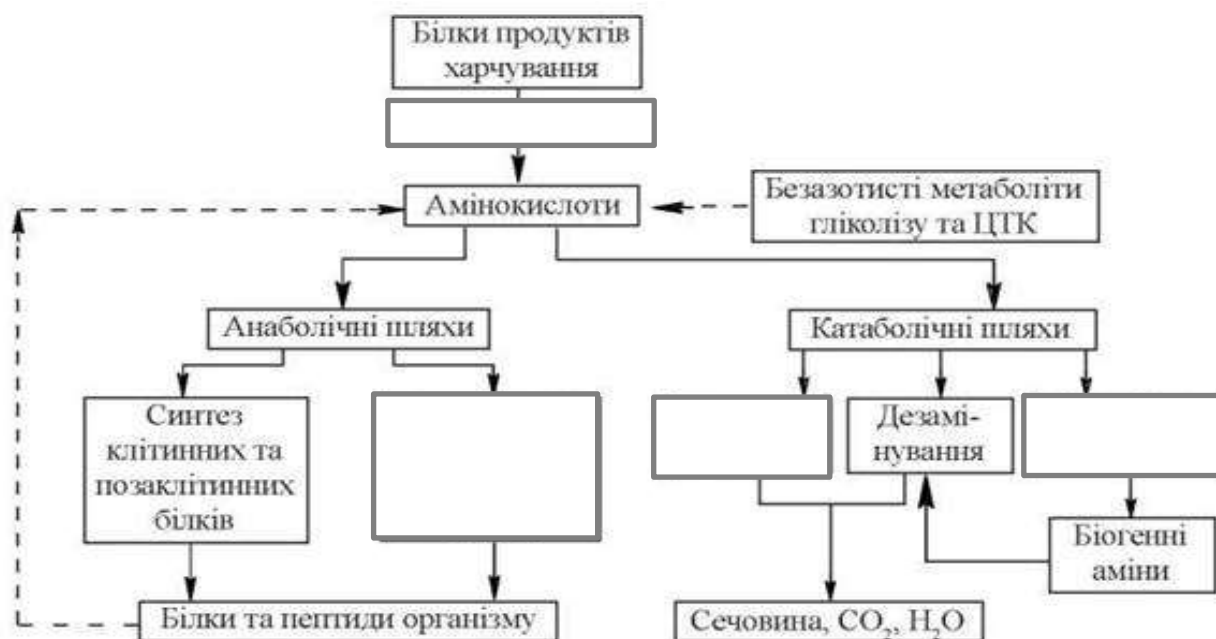 Білки продуктів
харчування
Амінокислоти
Безазотисті метаболіти
гліколізу та ЦТК
Анаболічні шляхи
Катаболічні шляхи
Синтез
клітинних та
позаклітинних
білків
Дезамі-
нування
Біогенні
аміни
Білки та пептиди організму
Сечовина, CO₂, H₂O